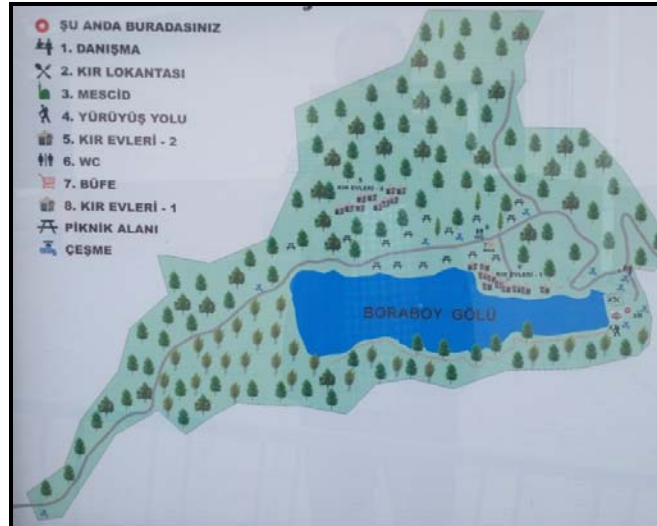 ŞU ANDA BURADASINIZ
1. DANIŞMA
2. KIR LOKANTASI
3. MESCİD
4. YÜRÜYÜŞ YOLU
5. KIR EVLERİ - 2
6. WC
7. BÜFE
8. KIR EVLERİ - 1
PİKNİK ALANI
ÇEŞME
KIR EVLERİ - 2
KIR EVLERİ - 1
BORABOY GÖLÜ